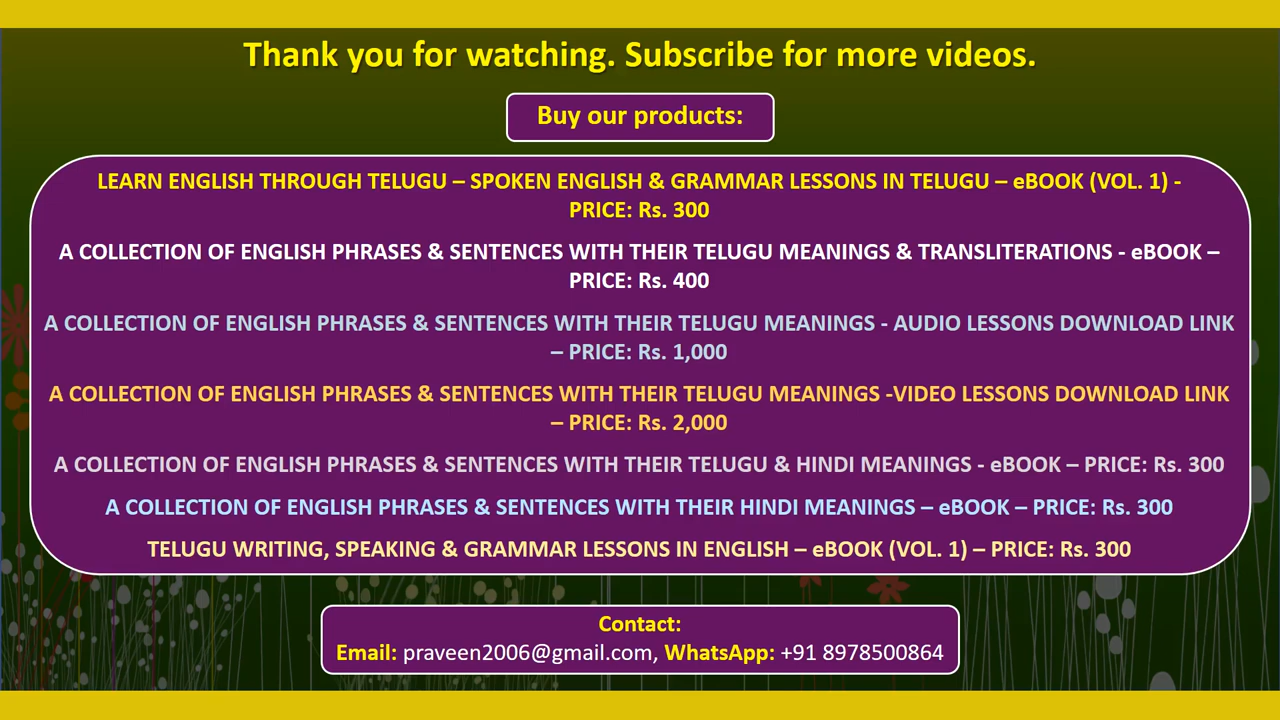 Thank you for watching. Subscribe for more videos.
Buy our products:
LEARN ENGLISH THROUGH TELUGU – SPOKEN ENGLISH & GRAMMAR LESSONS IN TELUGU – eBOOK (VOL. 1) -
PRICE: Rs. 300
A COLLECTION OF ENGLISH PHRASES & SENTENCES WITH THEIR TELUGU MEANINGS & TRANSLITERATIONS - eBOOK –
PRICE: Rs. 400
A COLLECTION OF ENGLISH PHRASES & SENTENCES WITH THEIR TELUGU MEANINGS - AUDIO LESSONS DOWNLOAD LINK
– PRICE: Rs. 1,000
A COLLECTION OF ENGLISH PHRASES & SENTENCES WITH THEIR TELUGU MEANINGS -VIDEO LESSONS DOWNLOAD LINK
– PRICE: Rs. 2,000
A COLLECTION OF ENGLISH PHRASES & SENTENCES WITH THEIR TELUGU & HINDI MEANINGS - eBOOK – PRICE: Rs. 300
A COLLECTION OF ENGLISH PHRASES & SENTENCES WITH THEIR HINDI MEANINGS – eBOOK – PRICE: Rs. 300
TELUGU WRITING, SPEAKING & GRAMMAR LESSONS IN ENGLISH – eBOOK (VOL. 1) – PRICE: Rs. 300
Contact:
Email: praveen2006@gmail.com, WhatsApp: +91 8978500864